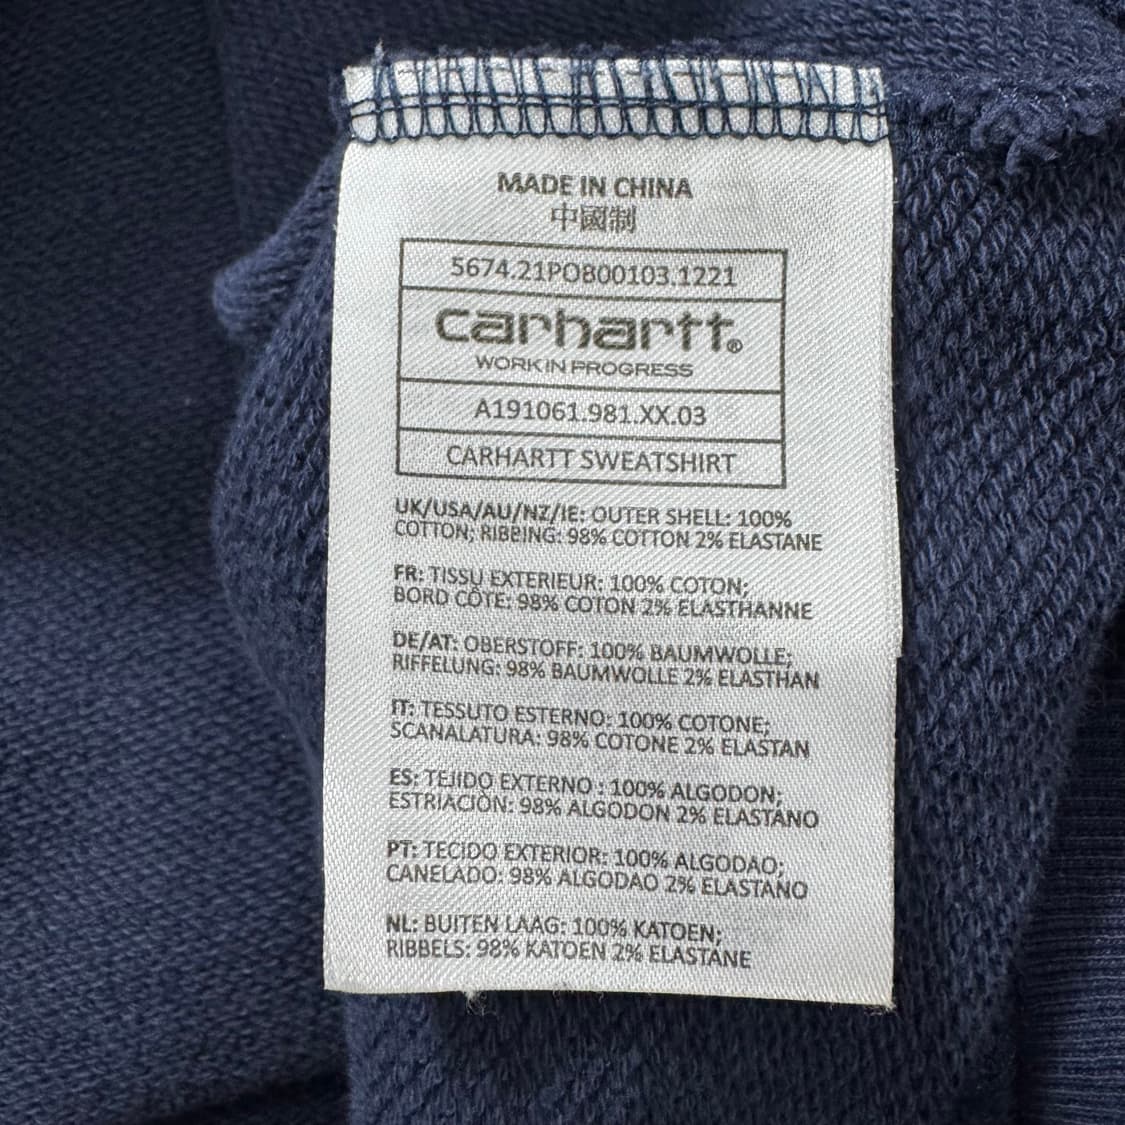 MADE IN CHINA
中國制
5674.21PO800103.1221
carhartt®
WORK IN PROGRESS
A191061.981.XX.03
CARHARTT SWEATSHIRT
UK/USA/AU/NZ/IE: OUTER SHELL: 100%
COTTON; RIBBING: 98% COTTON 2% ELASTANE
FR: TISSU EXTERIEUR: 100% COTON;
BORD CÔTE: 98% COTON 2% ELASTHANNE
DE/AT: OBERSTOFF: 100% BAUMWOLLE;
RIFFELUNG: 98% BAUMWOLLE 2% ELASTHAN
IT: TESSUTO ESTERNO: 100% COTONE;
SCANALATURA: 98% COTONE 2% ELASTAN
ES: TEJIDO EXTERNO : 100% ALGODON;
ESTRIACIÓN: 98% ALGODON 2% ELASTANO
PT: TECIDO EXTERIOR: 100% ALGODAO;
CANELADO: 98% ALGODAO 2% ELASTANO
NL: BUITEN LAAG: 100% KATOEN;
RIBBELS: 98% KATOEN 2% ELASTANE